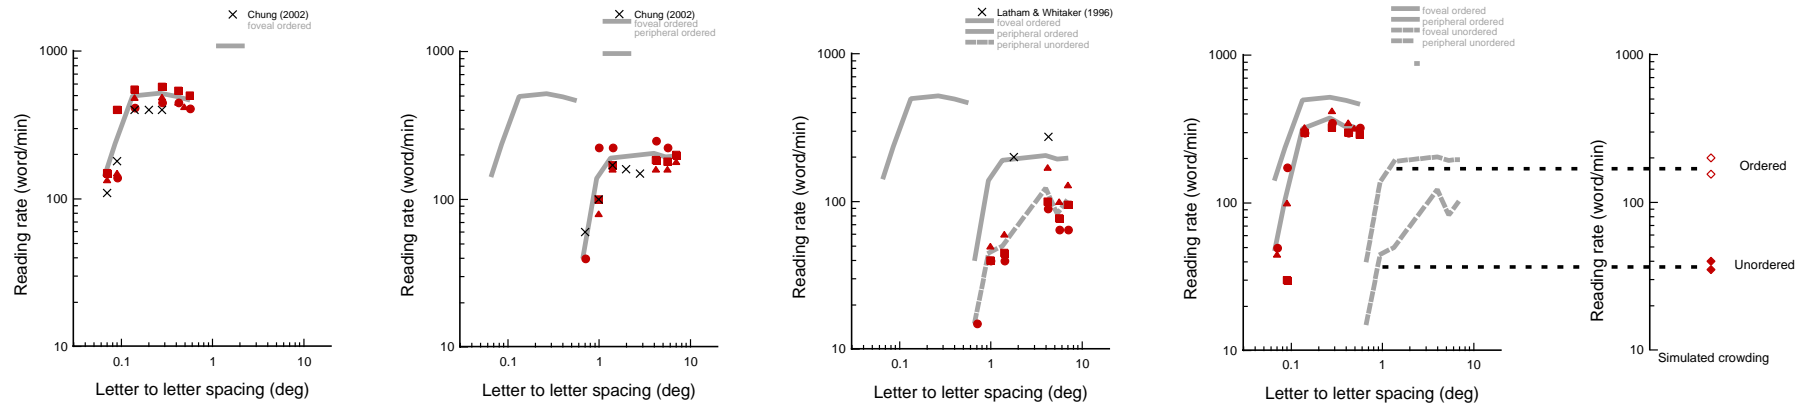 Chung (2002)
foveal ordered
1000
100
10
0.1
1
10
Reading rate (word/min)
Letter to letter spacing (deg)
Chung (2002)
foveal ordered
peripheral ordered
1000
100
10
0.1
1
10
Reading rate (word/min)
Letter to letter spacing (deg)
Latham & Whitaker (1996)
foveal ordered
peripheral ordered
peripheral unordered
1000
100
10
0.1
1
10
Reading rate (word/min)
Letter to letter spacing (deg)
foveal ordered
peripheral ordered
foveal unordered
peripheral unordered
1000
100
10
0.1
1
10
Reading rate (word/min)
Letter to letter spacing (deg)
1000
100
10
Reading rate (word/min)
Ordered
Unordered
Simulated crowding